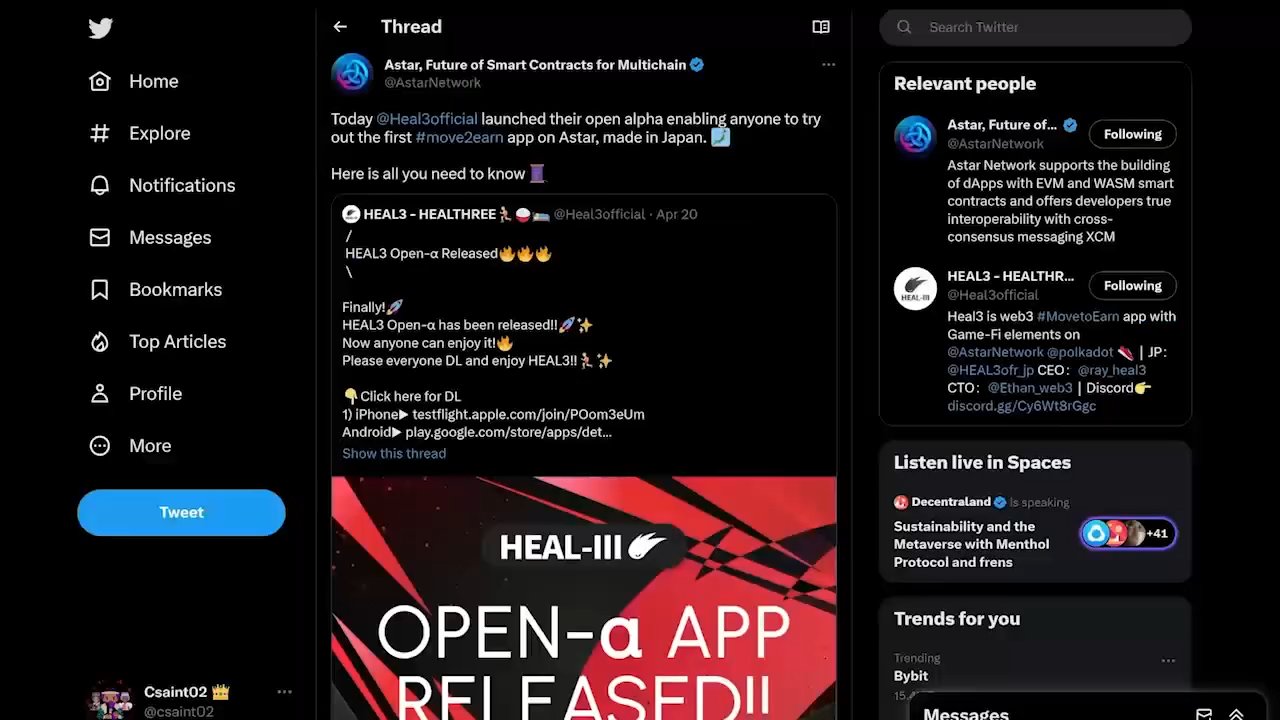 Home
Explore
Notifications
Messages
Bookmarks
Top Articles
Profile
More
Tweet
Csaint02
@csaint02
Thread
Astar, Future of Smart Contracts for Multichain
@AstarNetwork
Today @Heal3official launched their open alpha enabling anyone to try
out the first #move2earn app on Astar, made in Japan.
Here is all you need to know
HEAL3 - HEALTHREE @Heal3official · Apr 20
/
HEAL3 Open-α Released🔥🔥🔥
\
Finally!🚀
HEAL3 Open-α has been released!!🚀✨
Now anyone can enjoy it!🔥
Please everyone DL and enjoy HEAL3!!🏃✨
👇Click here for DL
1) iPhone▶ testflight.apple.com/join/POom3eUm
Android▶ play.google.com/store/apps/det...
Show this thread
HEAL-III
OPEN-α APP
RELEASED!!
Search Twitter
Relevant people
Astar, Future of...
Following
@AstarNetwork
Astar Network supports the building
of dApps with EVM and WASM smart
contracts and offers developers true
interoperability with cross-
consensus messaging XCM
HEAL-III
HEAL3 - HEALTHR...
Following
@Heal3official
Heal3 is web3 #MovetoEarn app with
Game-Fi elements on
@AstarNetwork @polkadot | JP:
@HEAL3ofr_jp CEO: @ray_heal3
CTO: @Ethan_web3 | Discord👉
discord.gg/Cy6Wt8rGgc
Listen live in Spaces
Decentraland is speaking
Sustainability and the
Metaverse with Menthol
Protocol and frens
+41
Trends for you
Trending
Bybit
Messages